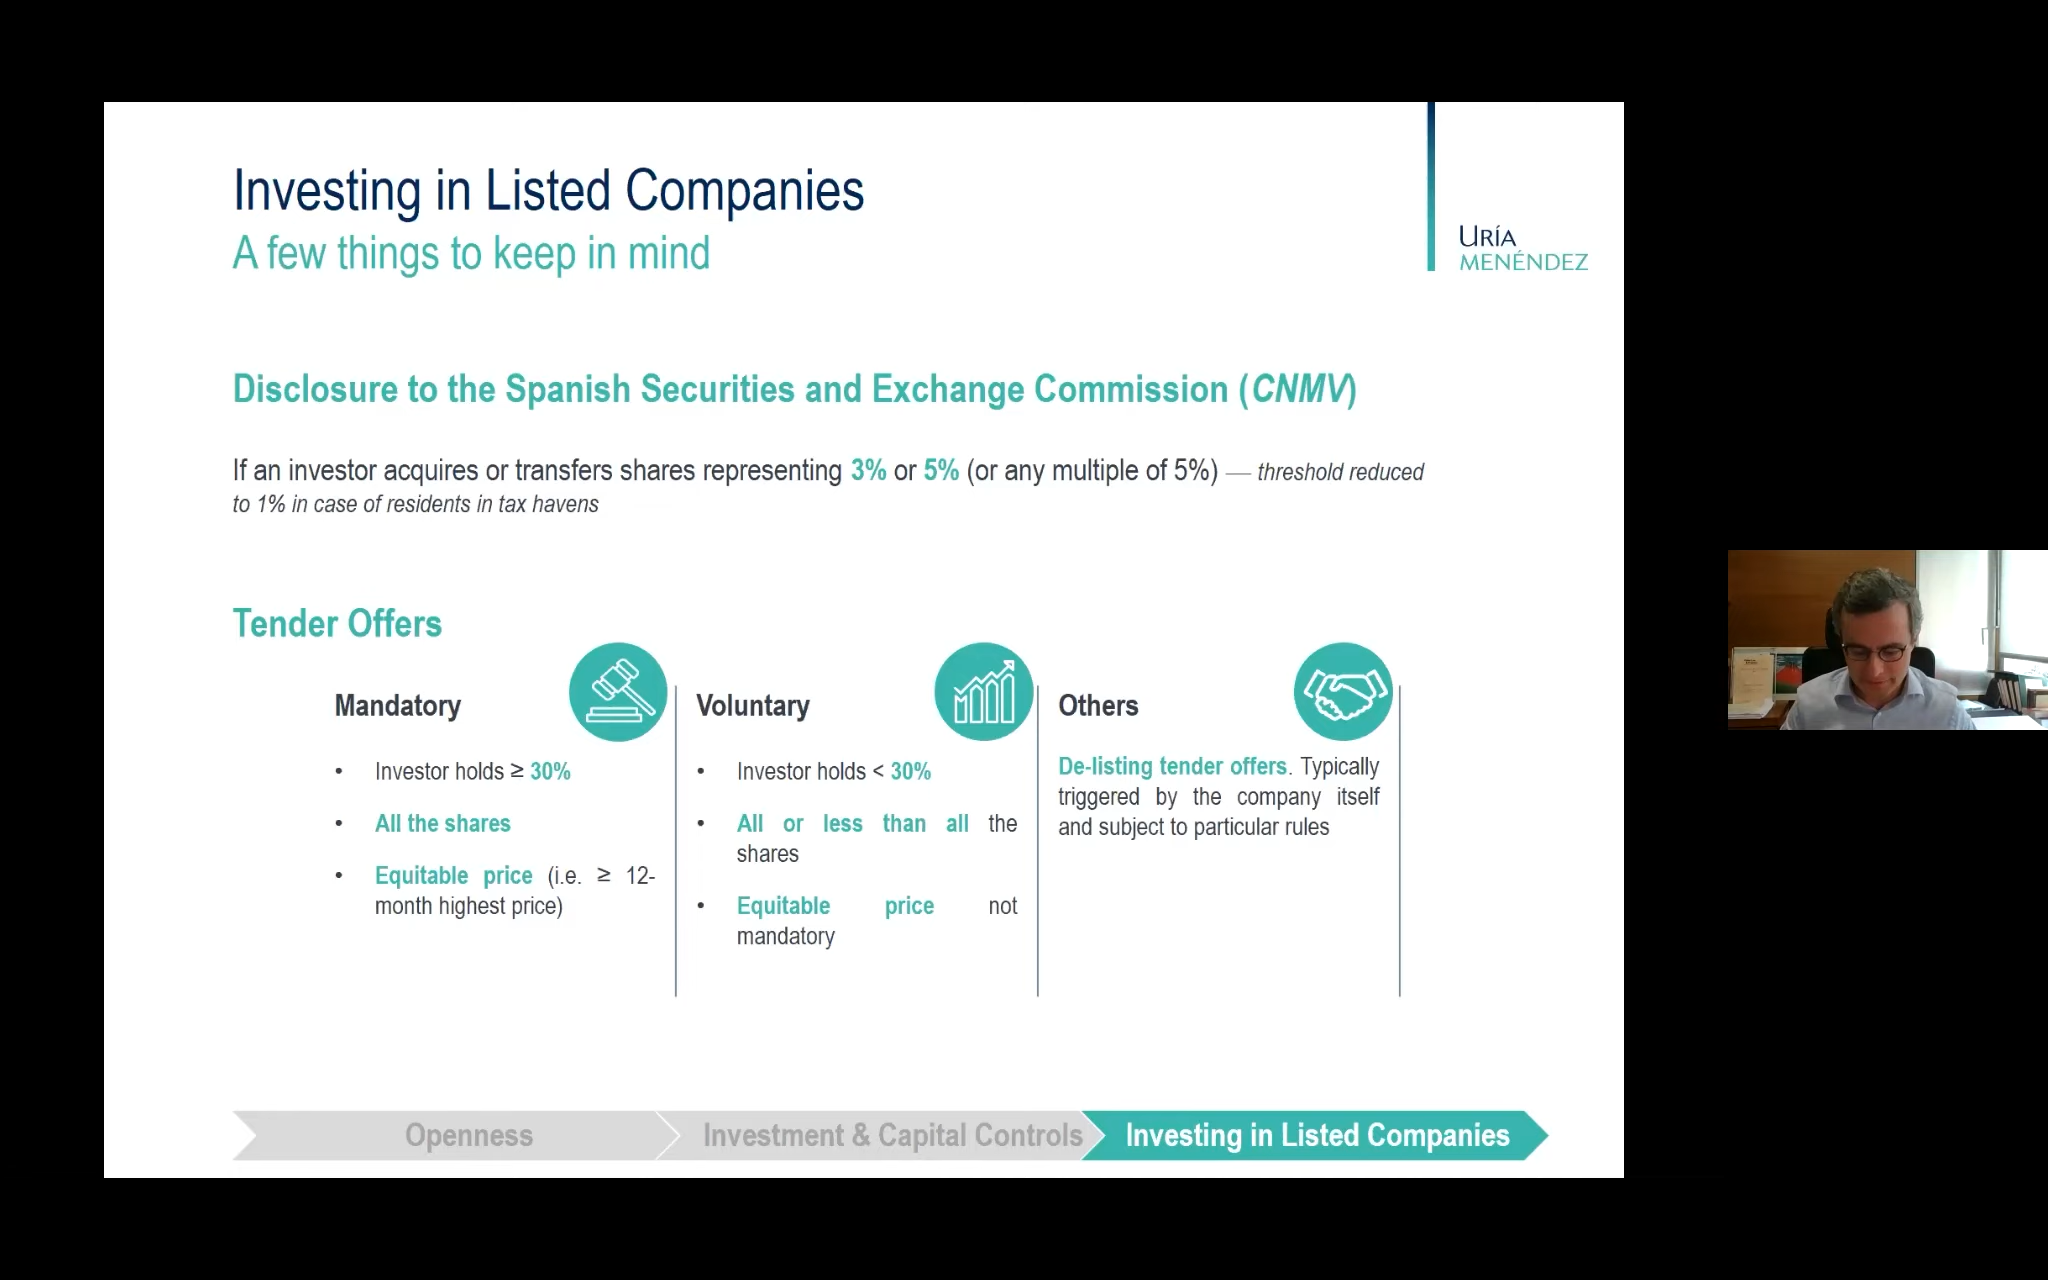 Investing in Listed Companies
A few things to keep in mind
URÍA
MENÉNDEZ
Disclosure to the Spanish Securities and Exchange Commission (CNMV)
If an investor acquires or transfers shares representing 3% or 5% (or any multiple of 5%) — threshold reduced
to 1% in case of residents in tax havens
Tender Offers
Mandatory
• Investor holds ≥ 30%
• All the shares
• Equitable price (i.e. ≥ 12-
month highest price)
Voluntary
• Investor holds < 30%
• All or less than all the
shares
• Equitable price not
mandatory
Others
De-listing tender offers. Typically
triggered by the company itself
and subject to particular rules
Openness
Investment & Capital Controls
Investing in Listed Companies